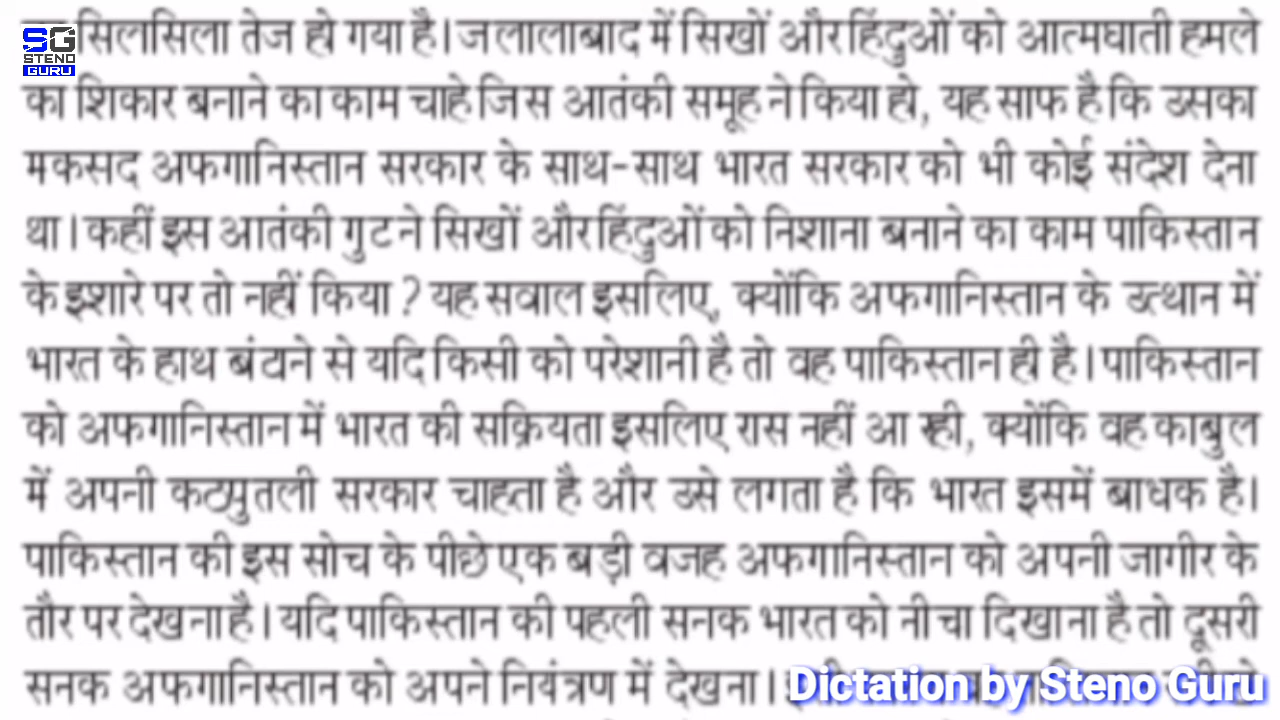 SG
STENO
GURU
सिलसिला तेज हो गया है। जलालाबाद में सिखों और हिंदुओं को आत्मघाती हमले
का शिकार बनाने का काम चाहे जिस आतंकी समूह ने किया हो, यह साफ है कि उसका
मकसद अफगानिस्तान सरकार के साथ-साथ भारत सरकार को भी कोई संदेश देना
था। कहीं इस आतंकी गुट ने सिखों और हिंदुओं को निशाना बनाने का काम पाकिस्तान
के इशारे पर तो नहीं किया ? यह सवाल इसलिए, क्योंकि अफगानिस्तान के उत्थान में
भारत के हाथ बंटाने से यदि किसी को परेशानी है तो वह पाकिस्तान ही है। पाकिस्तान
को अफगानिस्तान में भारत की सक्रियता इसलिए रास नहीं आ रही, क्योंकि वह काबुल
में अपनी कठपुतली सरकार चाहता है और उसे लगता है कि भारत इसमें बाधक है।
पाकिस्तान की इस सोच के पीछे एक बड़ी वजह अफगानिस्तान को अपनी जागीर के
तौर पर देखना है। यदि पाकिस्तान की पहली सनक भारत को नीचा दिखाना है तो दूसरी
सनक अफगानिस्तान को अपने नियंत्रण में देखना।
Dictation by Steno Guru